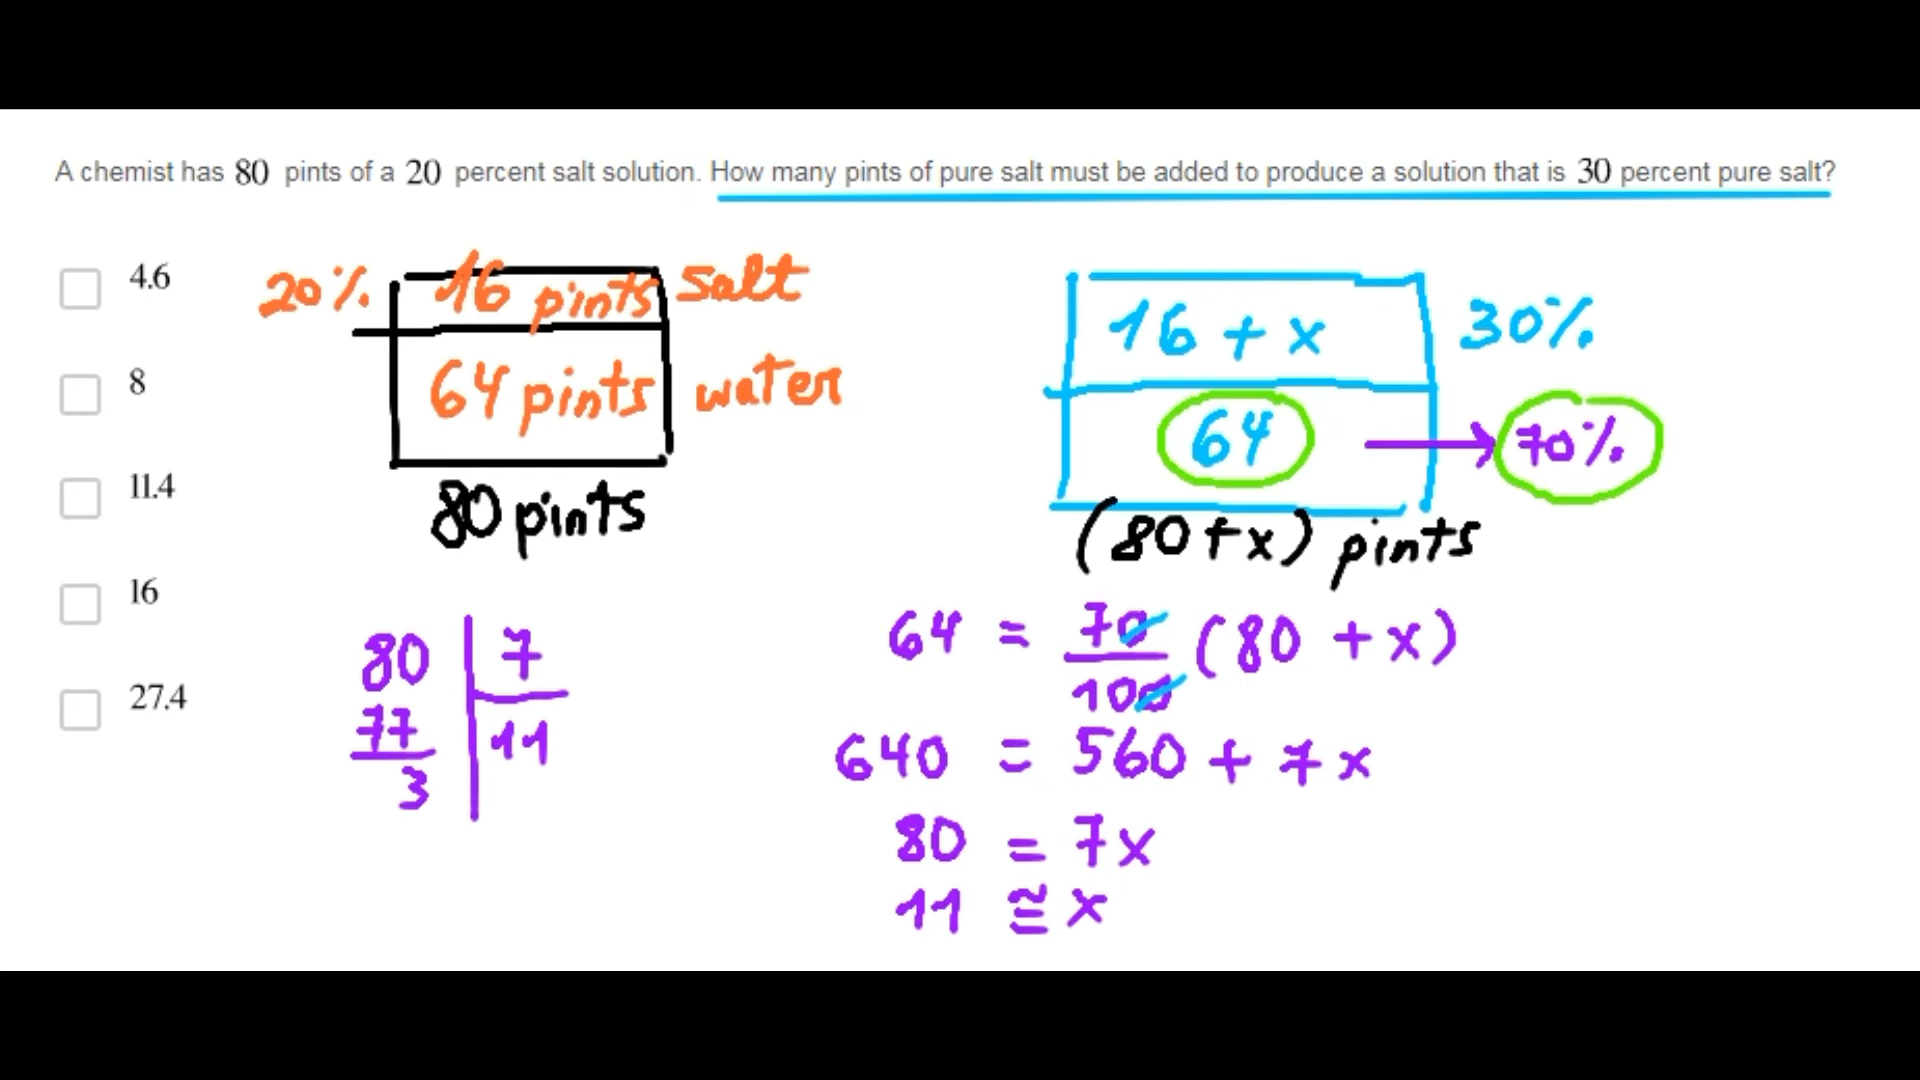 A chemist has 80 pints of a 20 percent salt solution. How many pints of pure salt must be added to produce a solution that is 30 percent pure salt?
4.6
8
11.4
16
27.4
20% 16 pints salt
64 pints water
80 pints
16 + x 30%
64 → 70%
(80 + x) pints
80 | 7
77 11
3
64 = 70/100 (80 + x)
640 = 560 + 7x
80 = 7x
11 ≅ x